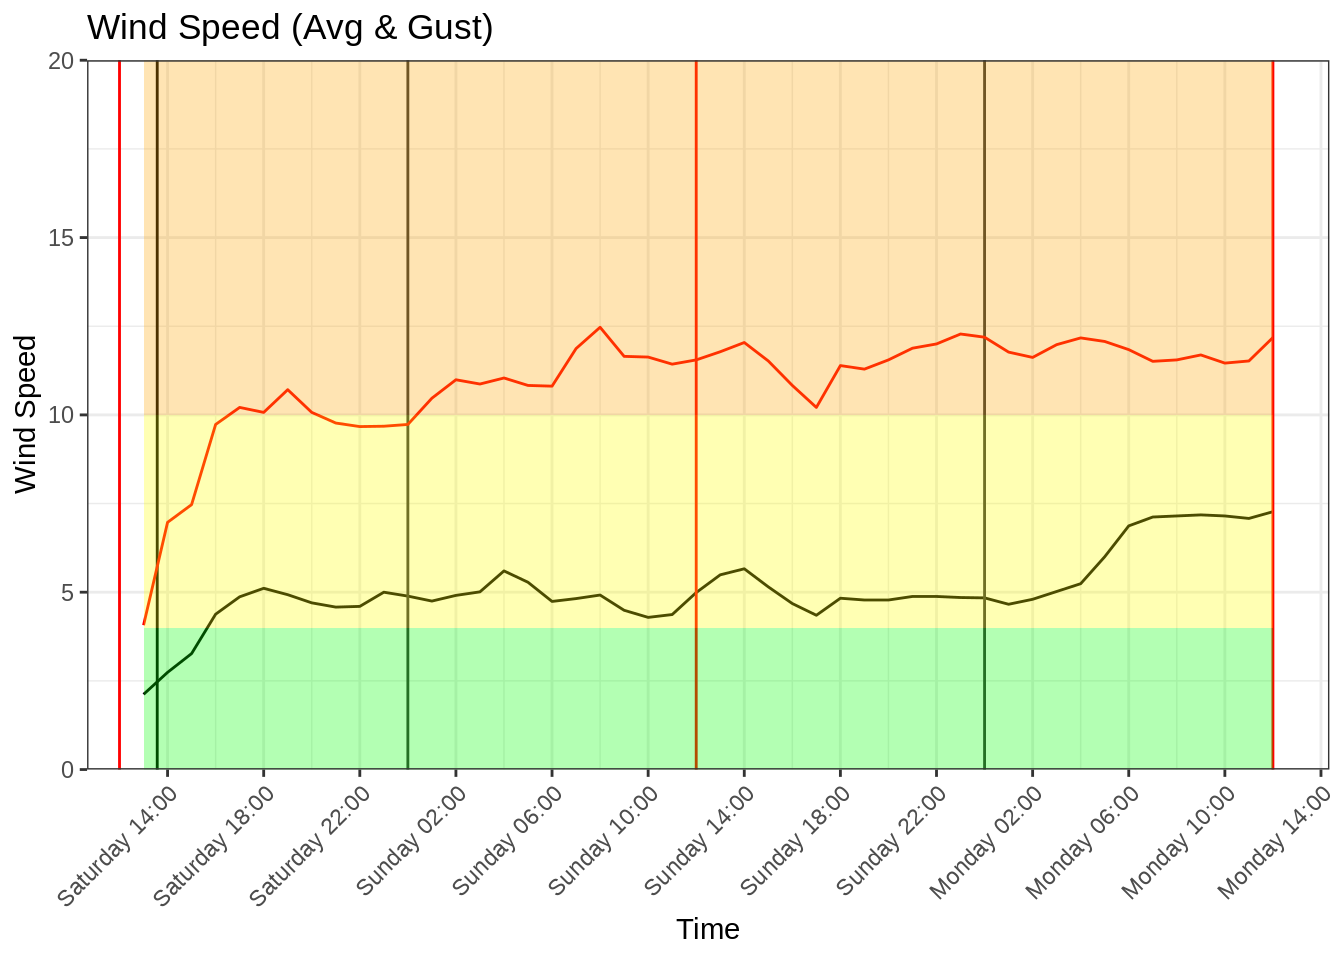 Wind Speed (Avg & Gust)
20
15
10
5
0
Wind Speed
Saturday 14:00
Saturday 18:00
Saturday 22:00
Sunday 02:00
Sunday 06:00
Sunday 10:00
Sunday 14:00
Sunday 18:00
Sunday 22:00
Monday 02:00
Monday 06:00
Monday 10:00
Monday 14:00
Time